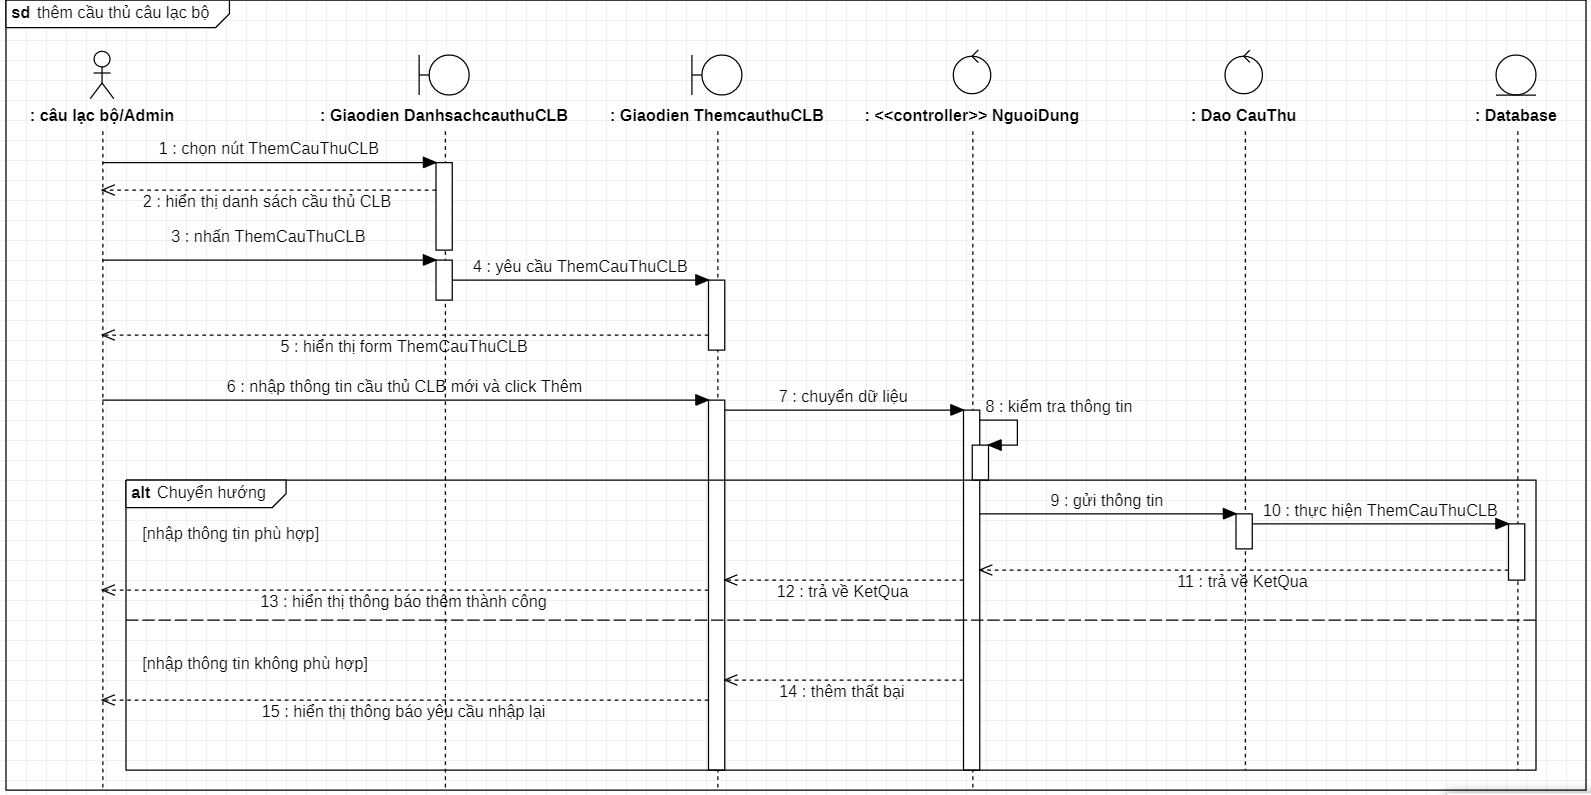 sd thêm cầu thủ câu lạc bộ
: câu lạc bộ/Admin
: Giaodien DanhsachcauthuCLB
: Giaodien ThemcauthuCLB
: <<controller>> NguoiDung
: Dao CauThu
: Database
1 : chọn nút ThemCauThuCLB
2 : hiển thị danh sách cầu thủ CLB
3 : nhấn ThemCauThuCLB
4 : yêu cầu ThemCauThuCLB
5 : hiển thị form ThemCauThuCLB
6 : nhập thông tin cầu thủ CLB mới và click Thêm
7 : chuyển dữ liệu
8 : kiểm tra thông tin
alt Chuyển hướng
[nhập thông tin phù hợp]
9 : gửi thông tin
10 : thực hiện ThemCauThuCLB
11 : trả về KetQua
12 : trả về KetQua
13 : hiển thị thông báo thêm thành công
[nhập thông tin không phù hợp]
14 : thêm thất bại
15 : hiển thị thông báo yêu cầu nhập lại